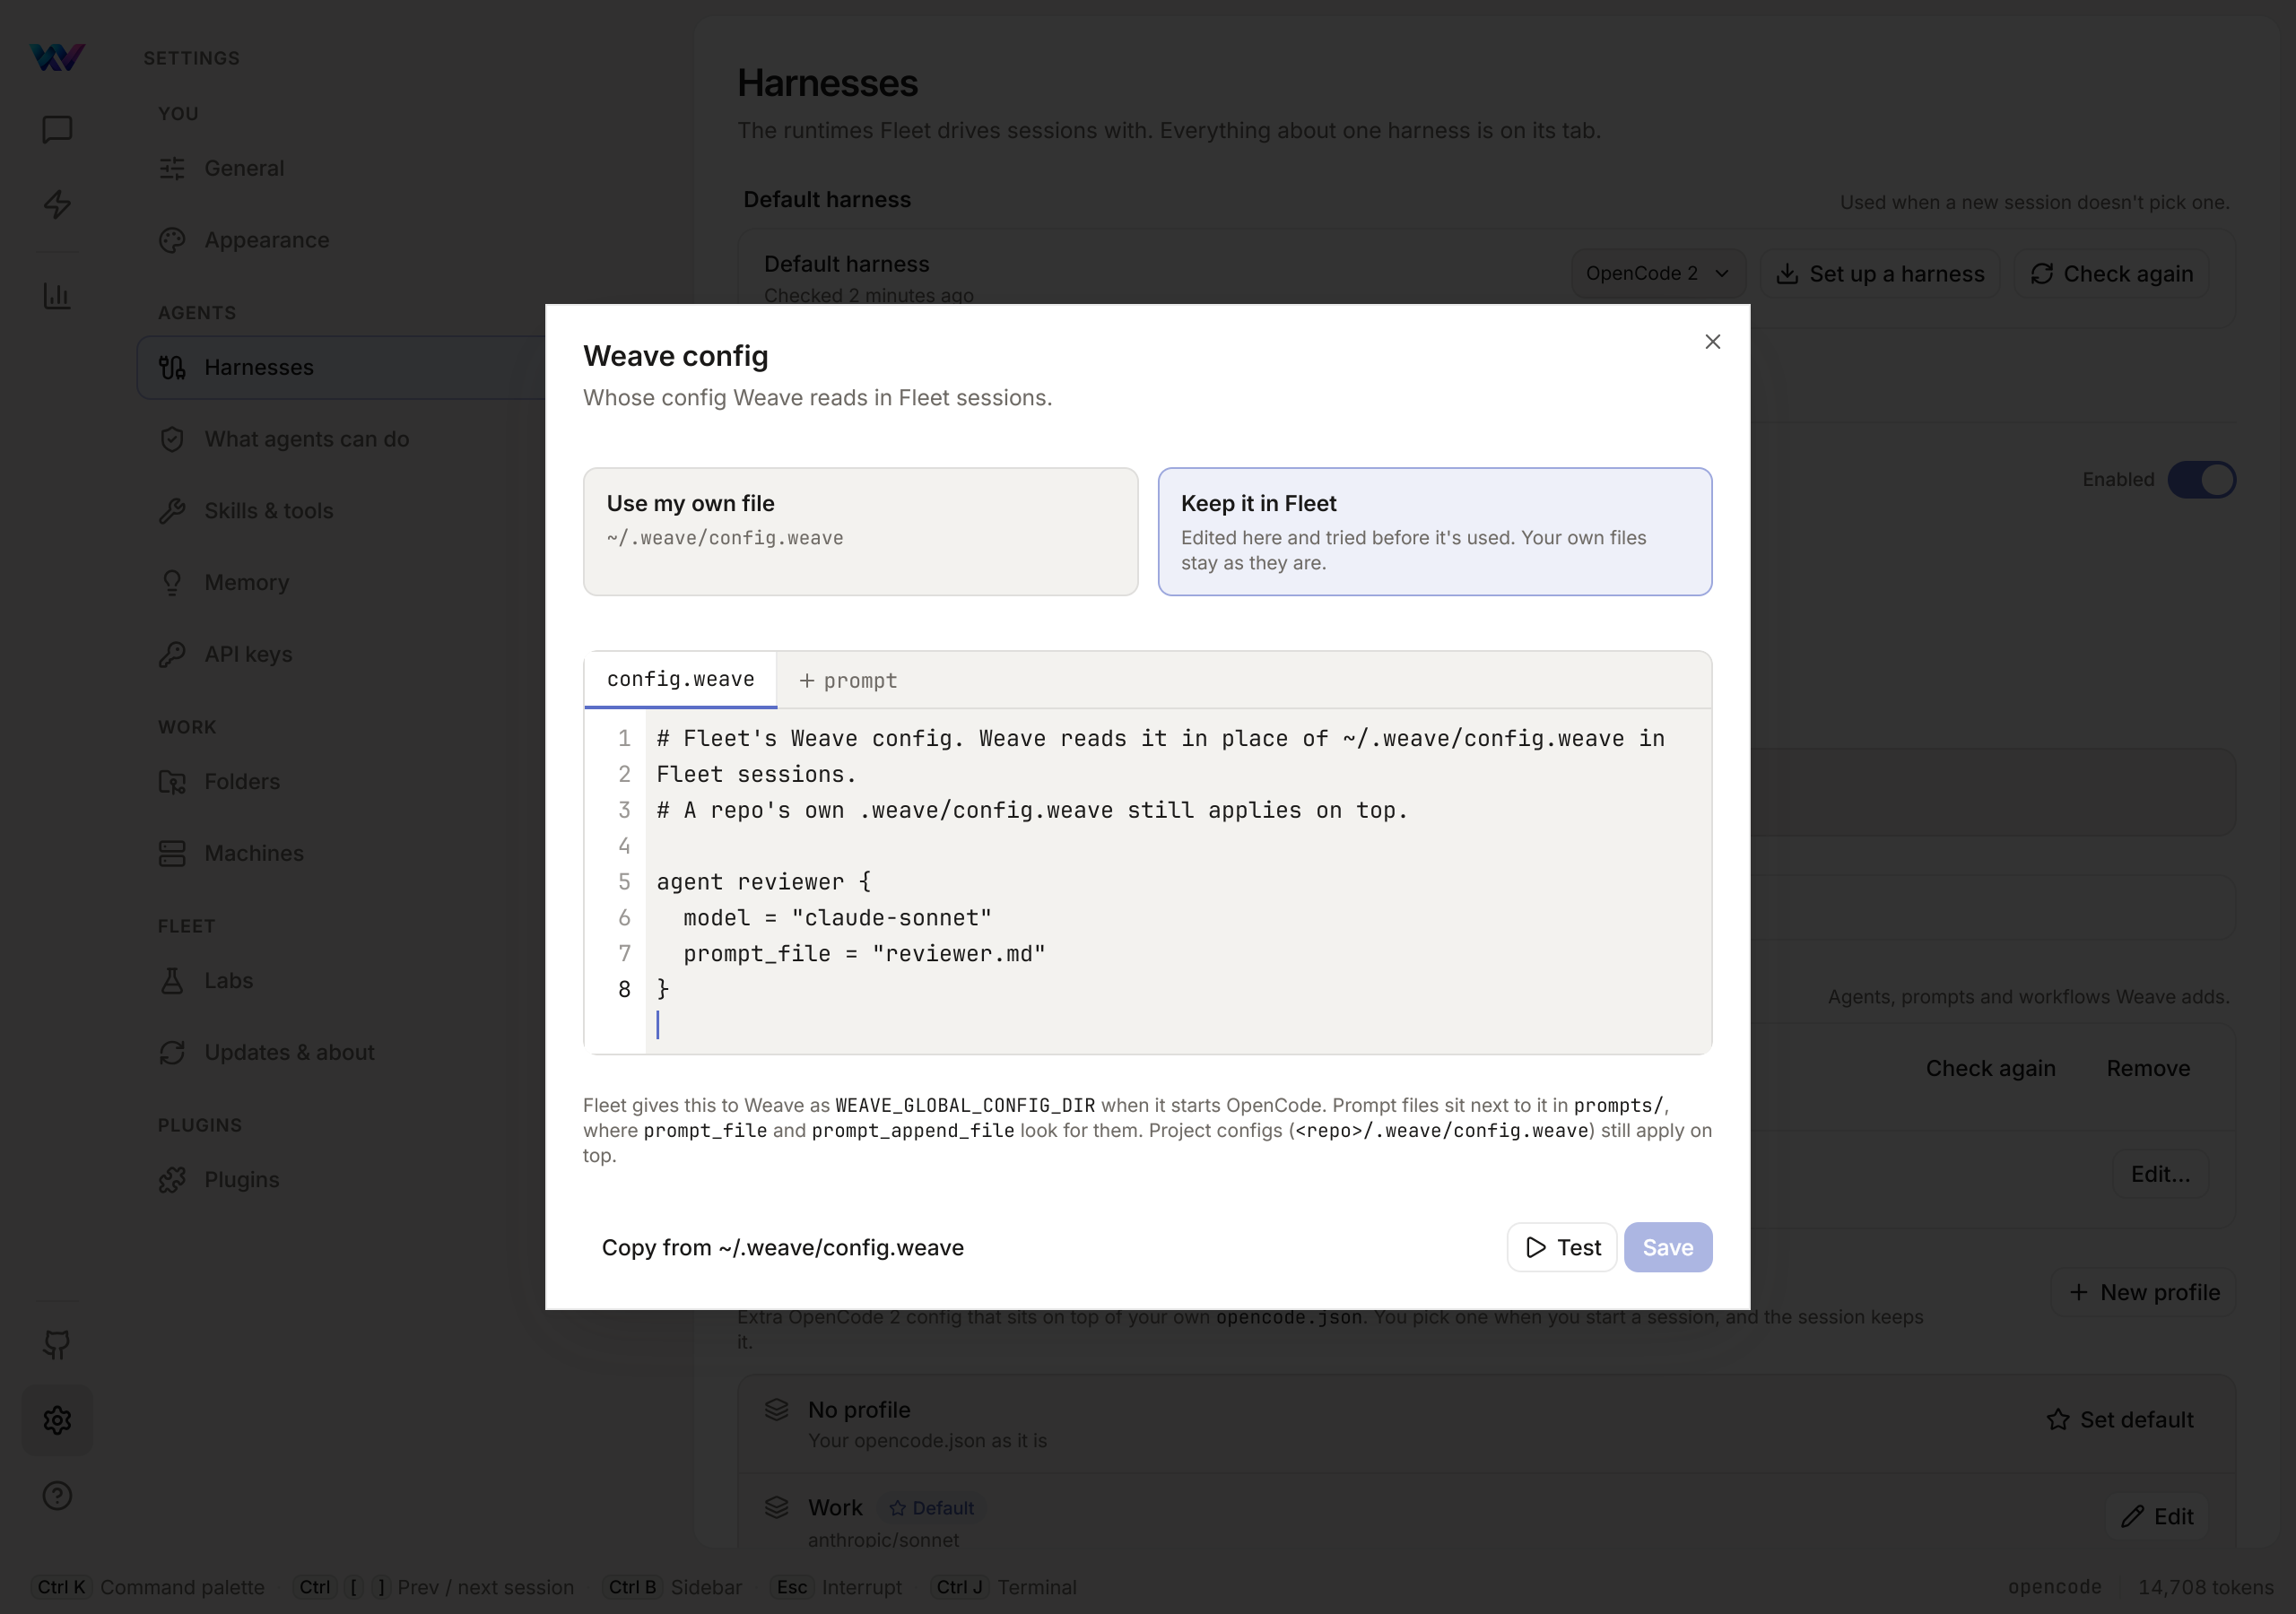 SETTINGS
YOU
General
Appearance
AGENTS
Harnesses
What agents can do
Skills & tools
Memory
API keys
WORK
Folders
Machines
FLEET
Labs
Updates & about
PLUGINS
Plugins
Harnesses
The runtimes Fleet drives sessions with. Everything about one harness is on its tab.
Default harness
Used when a new session doesn't pick one.
Default harness
Checked 2 minutes ago
OpenCode 2
Set up a harness
Check again
Enabled
Weave config
Whose config Weave reads in Fleet sessions.
Use my own file
~/.weave/config.weave
Keep it in Fleet
Edited here and tried before it's used. Your own files
stay as they are.
config.weave
+ prompt
1 # Fleet's Weave config. Weave reads it in place of ~/.weave/config.weave in
2 Fleet sessions.
3 # A repo's own .weave/config.weave still applies on top.
4
5 agent reviewer {
6 model = "claude-sonnet"
7 prompt_file = "reviewer.md"
8 }
Fleet gives this to Weave as WEAVE_GLOBAL_CONFIG_DIR when it starts OpenCode. Prompt files sit next to it in prompts/,
where prompt_file and prompt_append_file look for them. Project configs (<repo>/.weave/config.weave) still apply on
top.
Copy from ~/.weave/config.weave
Test
Save
Agents, prompts and workflows Weave adds.
Check again
Remove
Edit...
+ New profile
Extra OpenCode 2 config that sits on top of your own opencode.json. You pick one when you start a session, and the session keeps
it.
No profile
Your opencode.json as it is
Set default
Work
Default
anthropic/sonnet
Edit
Ctrl K Command palette
Ctrl [ ] Prev / next session
Ctrl B Sidebar
Esc Interrupt
Ctrl J Terminal
opencode
14,708 tokens